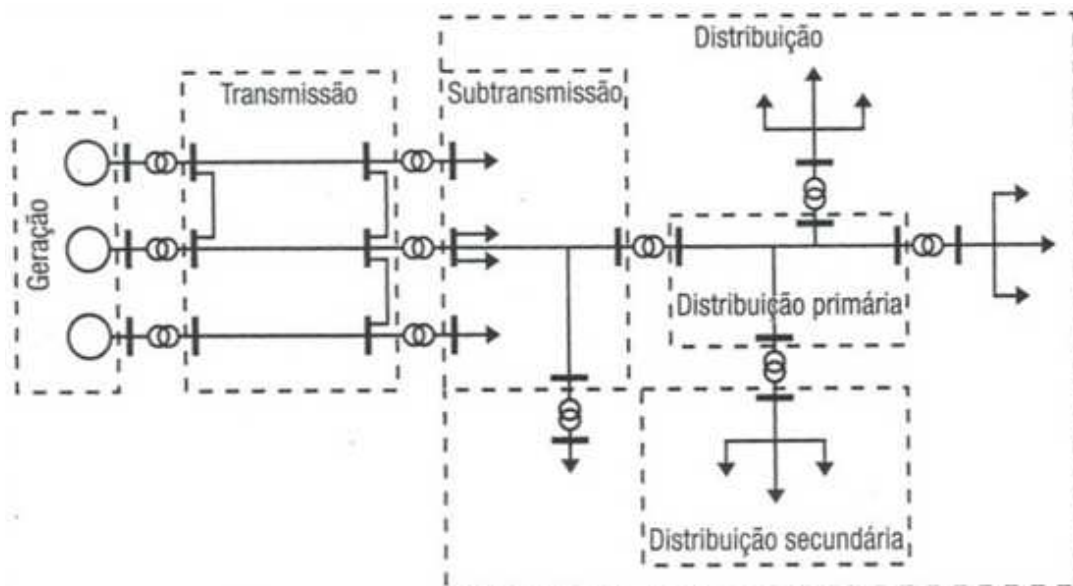 Distribuição
Transmissão
Subtransmissão
Geração
Distribuição primária
Distribuição secundária